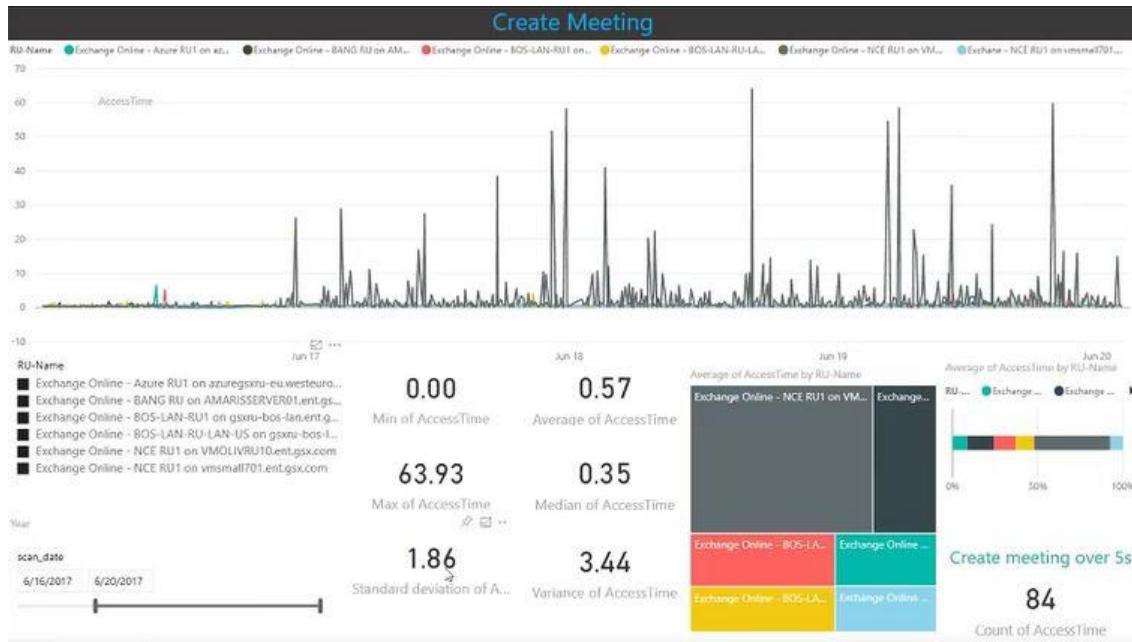 Create Meeting
RU-Name Exchange Online - Azure RU1 on az... Exchange Online - BANG RU on AM... Exchange Online - BOS-LAN-RU1 on... Exchange Online - BOS-LAN-RU-LA... Exchange Online - NCE RU1 on VM... Exchane - NCE RU1 on vmsmall701...
70
AccessTime
60
50
40
30
20
10
0
-10
Jun 17 Jun 18 Jun 19 Jun 20
RU-Name
Exchange Online - Azure RU1 on azuregsxru-eu.westeuro...
Exchange Online - BANG RU on AMARISSERVER01.ent.gs...
Exchange Online - BOS-LAN-RU1 on gsxru-bos-lan.ent.g...
Exchange Online - BOS-LAN-RU-LAN-US on gsxru-bos-l...
Exchange Online - NCE RU1 on VMOLIVRU10.ent.gsx.com
Exchange Online - NCE RU1 on vmsmall701.ent.gsx.com
Year
scan_date
6/16/2017 6/20/2017
0.00
Min of AccessTime
0.57
Average of AccessTime
63.93
Max of AccessTime
0.35
Median of AccessTime
1.86
Standard deviation of A...
3.44
Variance of AccessTime
Average of AccessTime by RU-Name
Exchange Online - NCE RU1 on VM... Exchange...
Exchange Online - BOS-LA... Exchange Online ...
Exchange Online - BOS-LA... Exchange Online ...
Average of AccessTime by RU-Name
RU-... Exchange ... Exchange ...
0% 50% 100%
Create meeting over 5s
84
Count of AccessTime